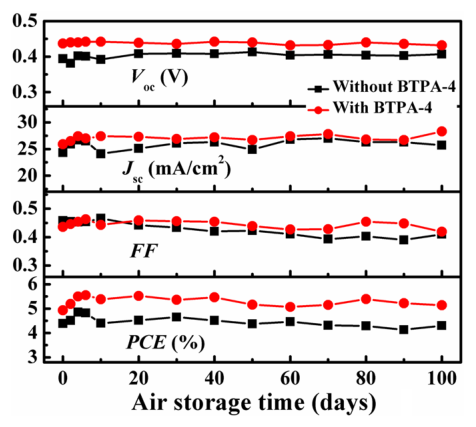 0.5
0.4
0.3
V_oc (V)
Without BTPA-4
With BTPA-4
30
25
20
J_sc (mA/cm²)
0.5
0.4
0.3
FF
6
5
4
PCE (%)
0 20 40 60 80 100
Air storage time (days)